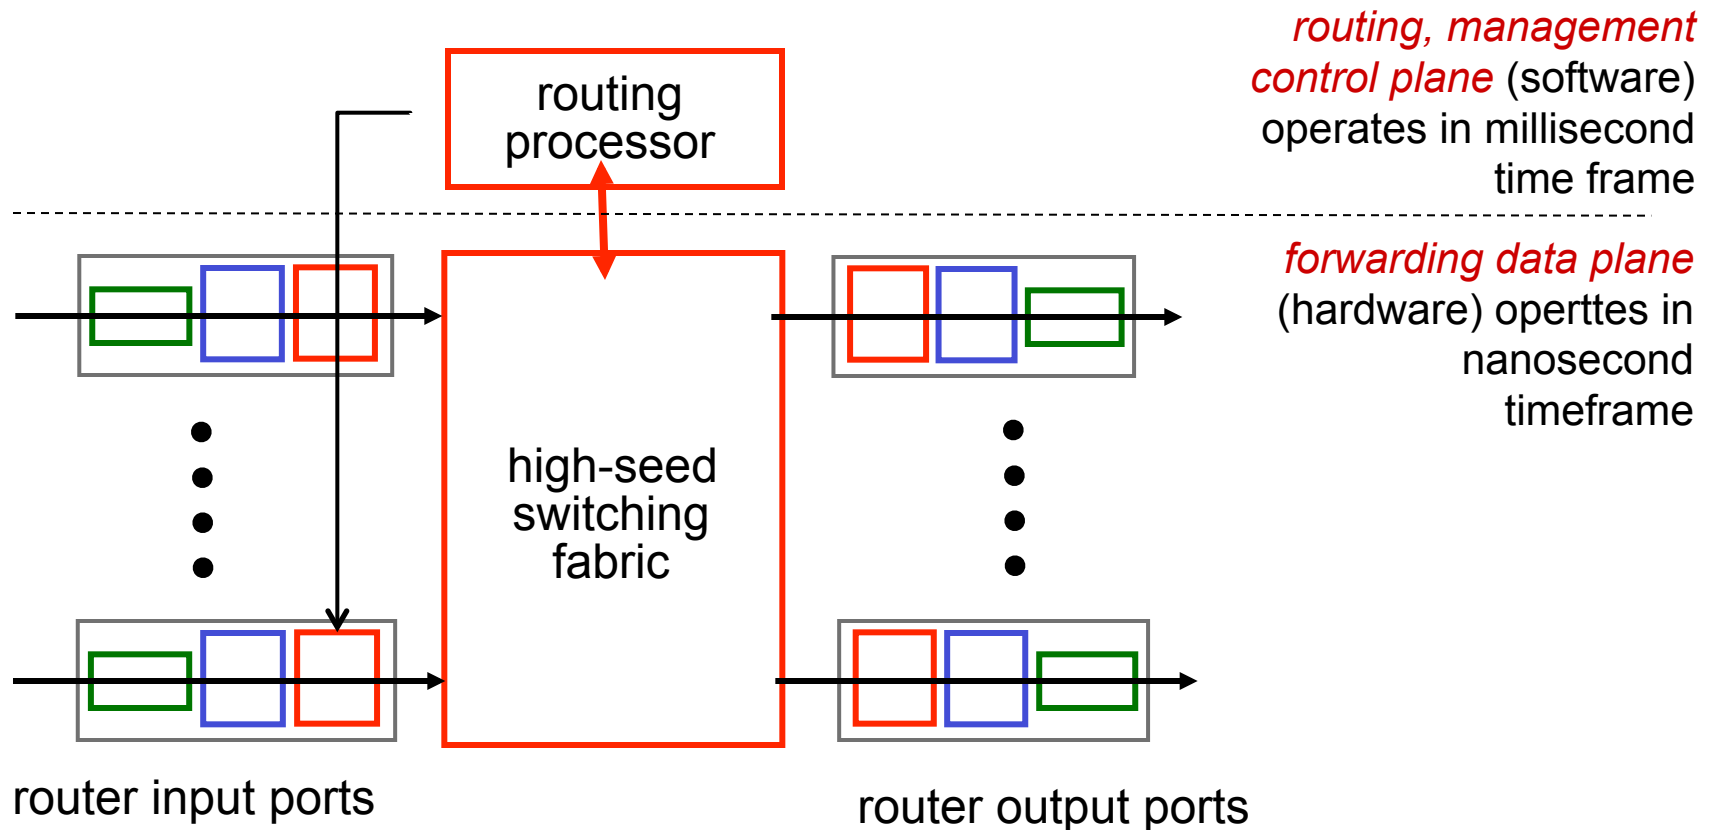 routing, management
control plane (software)
operates in millisecond
time frame
routing
processor
forwarding data plane
(hardware) operttes in
nanosecond
timeframe
high-seed
switching
fabric
router input ports
router output ports